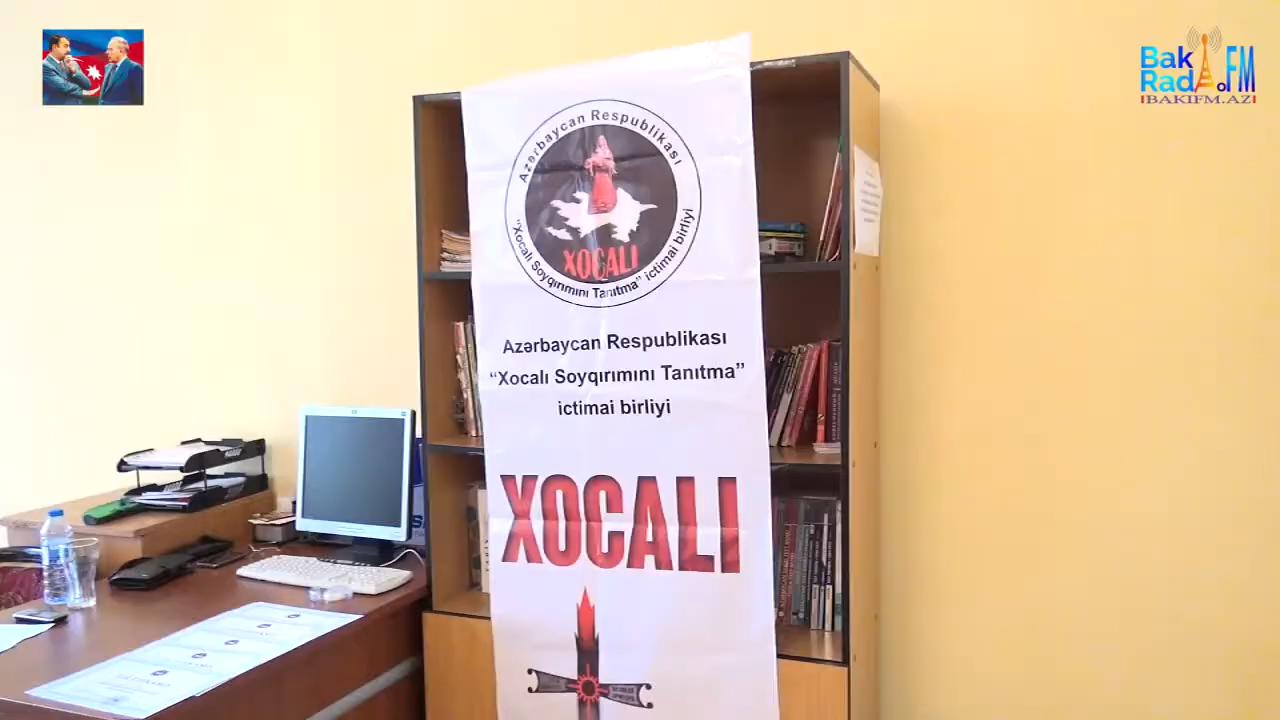 Bak
Radio.FM
BAKIFM.AZ
Azərbaycan Respublikası
XOCALI
"Xocalı Soyqırımını Tanıtma" ictimai birliyi
Azərbaycan Respublikası
“Xocalı Soyqırımını Tanıtma”
ictimai birliyi
XOCALI